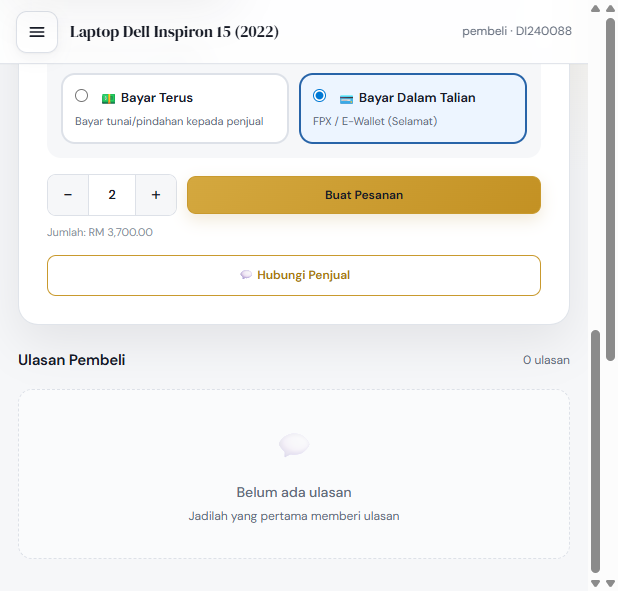 Laptop Dell Inspiron 15 (2022)
pembeli · DI240088
Bayar Terus
Bayar tunai/pindahan kepada penjual
Bayar Dalam Talian
FPX / E-Wallet (Selamat)
− 2 +
Buat Pesanan
Jumlah: RM 3,700.00
Hubungi Penjual
Ulasan Pembeli
0 ulasan
Belum ada ulasan
Jadilah yang pertama memberi ulasan